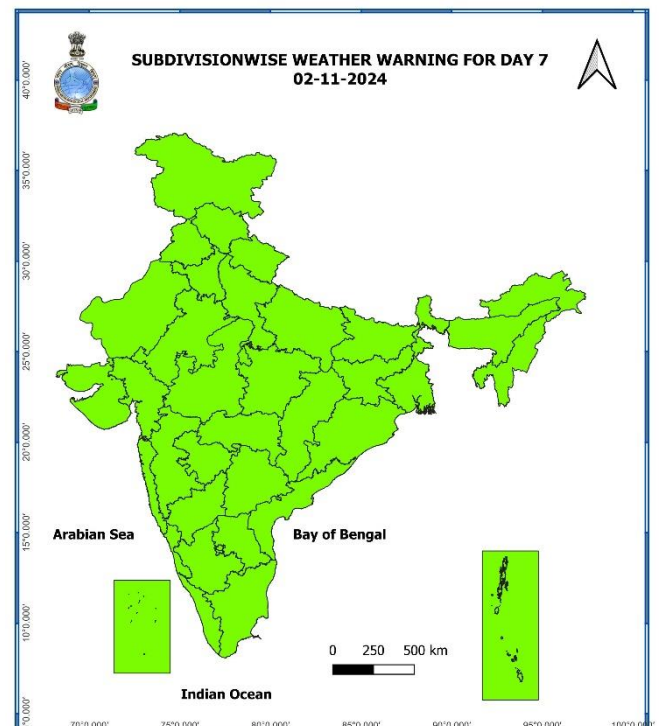 SUBDIVISIONWISE WEATHER WARNING FOR DAY 7
02-11-2024
40°0.000'
35°0.000'
30°0.000'
25°0.000'
20°0.000'
15°0.000'
10°0.000'
Arabian Sea
Bay of Bengal
0 250 500 km
Indian Ocean